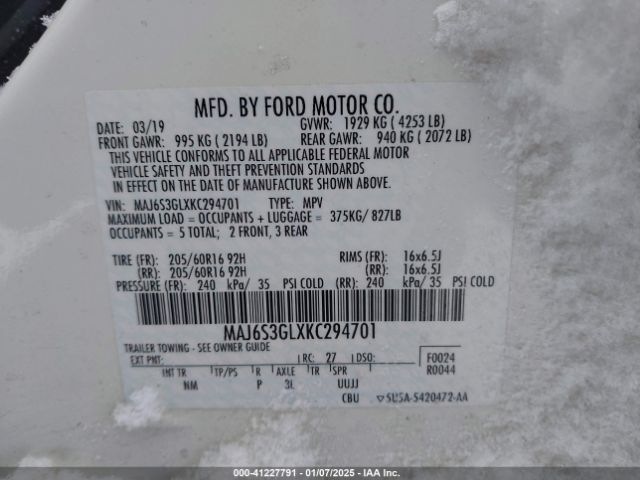 MFD. BY FORD MOTOR CO.
DATE: 03/19 GVWR: 1929 KG ( 4253 LB)
FRONT GAWR: 995 KG ( 2194 LB) REAR GAWR: 940 KG ( 2072 LB)
THIS VEHICLE CONFORMS TO ALL APPLICABLE FEDERAL MOTOR
VEHICLE SAFETY AND THEFT PREVENTION STANDARDS
IN EFFECT ON THE DATE OF MANUFACTURE SHOWN ABOVE.
VIN: MAJ6S3GLXKC294701 TYPE: MPV
MAXIMUM LOAD = OCCUPANTS + LUGGAGE = 375KG/ 827LB
OCCUPANTS = 5 TOTAL; 2 FRONT, 3 REAR
TIRE (FR): 205/60R16 92H RIMS (FR): 16x6.5J
(RR): 205/60R16 92H (RR): 16x6.5J
PRESSURE (FR): 240 kPa/ 35 PSI COLD (RR): 240 kPa/ 35 PSI COLD
MAJ6S3GLXKC294701
TRAILER TOWING - SEE OWNER GUIDE
EXT PNT: RC: 27 DSO: F0024
INT TR TP/PS R AXLE TR SPR R0044
NM P 3L UUJJ
CBU
000-41227791 - 01/07/2025 - IAA Inc.